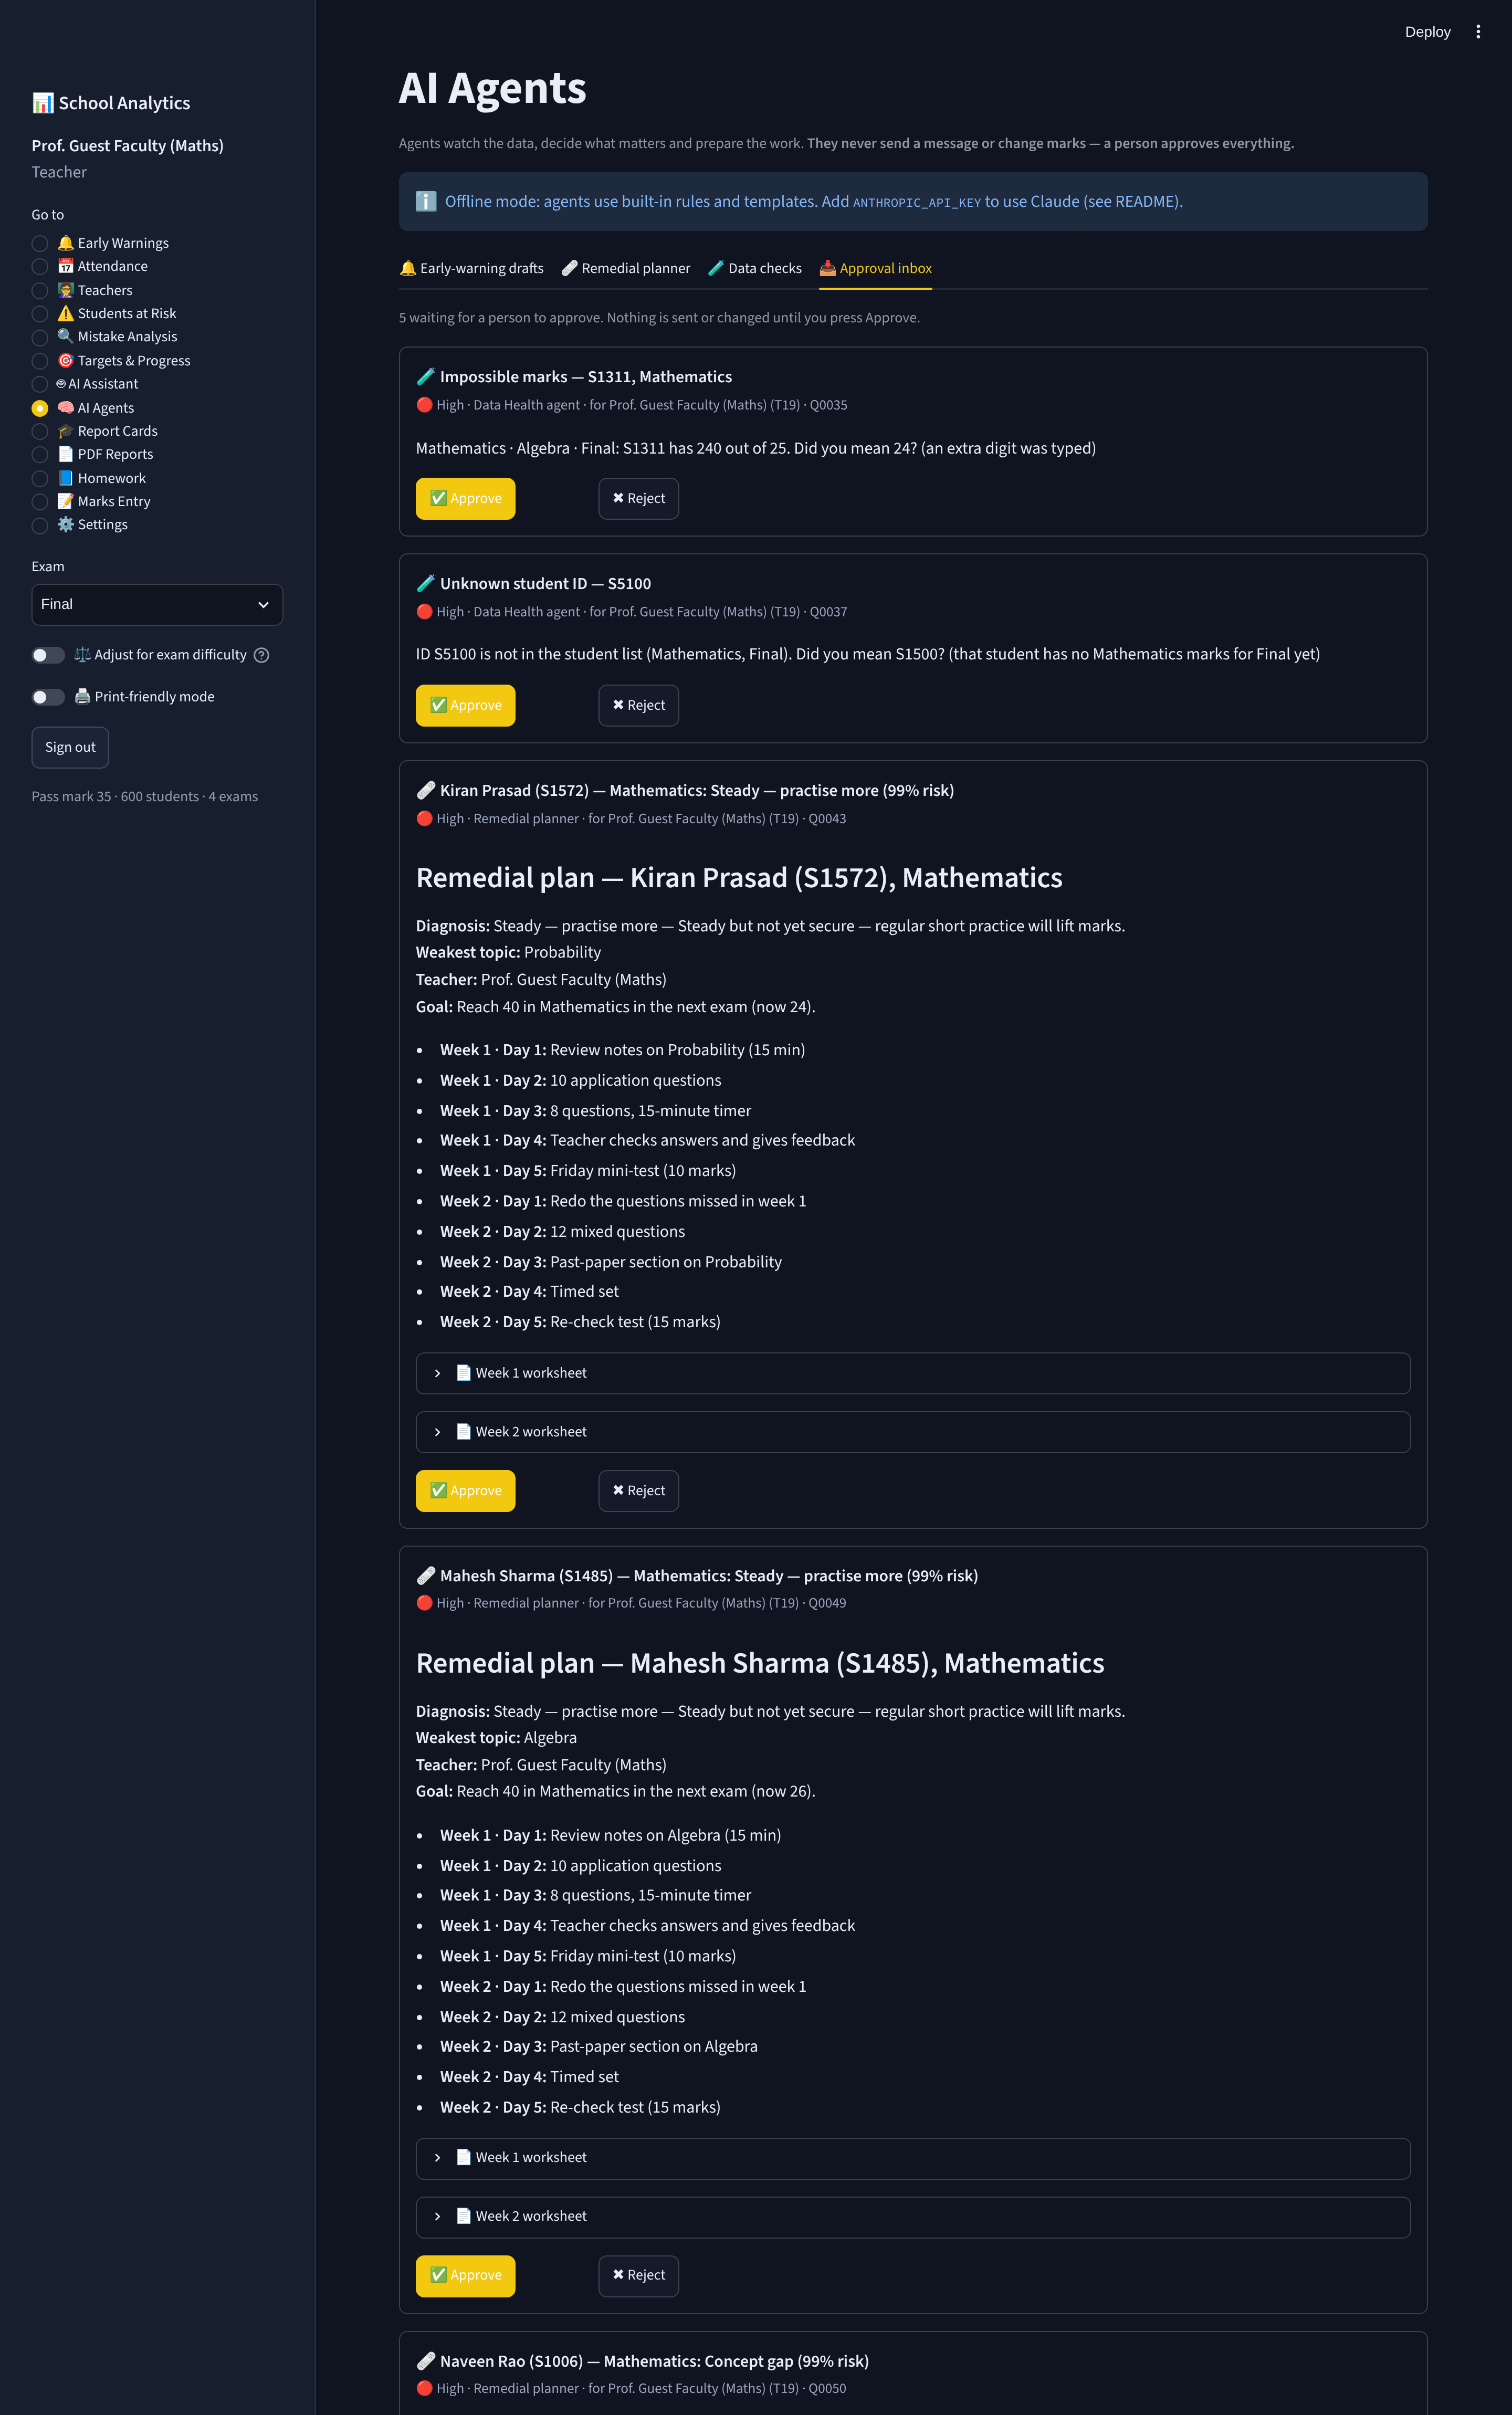 Deploy
📊 School Analytics
Prof. Guest Faculty (Maths)
Teacher
Go to
🔔 Early Warnings
📅 Attendance
👩‍🏫 Teachers
⚠️ Students at Risk
🔍 Mistake Analysis
🎯 Targets & Progress
AI Assistant
🧠 AI Agents
🎓 Report Cards
📄 PDF Reports
📘 Homework
📝 Marks Entry
⚙️ Settings
Exam
Final
⚖️ Adjust for exam difficulty
🖨️ Print-friendly mode
Sign out
Pass mark 35 · 600 students · 4 exams
AI Agents
Agents watch the data, decide what matters and prepare the work. They never send a message or change marks — a person approves everything.
ℹ️ Offline mode: agents use built-in rules and templates. Add ANTHROPIC_API_KEY to use Claude (see README).
🔔 Early-warning drafts 🩹 Remedial planner 🧪 Data checks 📥 Approval inbox
5 waiting for a person to approve. Nothing is sent or changed until you press Approve.
🧪 Impossible marks — S1311, Mathematics
🔴 High · Data Health agent · for Prof. Guest Faculty (Maths) (T19) · Q0035
Mathematics · Algebra · Final: S1311 has 240 out of 25. Did you mean 24? (an extra digit was typed)
✅ Approve ✖ Reject
🧪 Unknown student ID — S5100
🔴 High · Data Health agent · for Prof. Guest Faculty (Maths) (T19) · Q0037
ID S5100 is not in the student list (Mathematics, Final). Did you mean S1500? (that student has no Mathematics marks for Final yet)
✅ Approve ✖ Reject
🩹 Kiran Prasad (S1572) — Mathematics: Steady — practise more (99% risk)
🔴 High · Remedial planner · for Prof. Guest Faculty (Maths) (T19) · Q0043
Remedial plan — Kiran Prasad (S1572), Mathematics
Diagnosis: Steady — practise more — Steady but not yet secure — regular short practice will lift marks.
Weakest topic: Probability
Teacher: Prof. Guest Faculty (Maths)
Goal: Reach 40 in Mathematics in the next exam (now 24).
• Week 1 · Day 1: Review notes on Probability (15 min)
• Week 1 · Day 2: 10 application questions
• Week 1 · Day 3: 8 questions, 15-minute timer
• Week 1 · Day 4: Teacher checks answers and gives feedback
• Week 1 · Day 5: Friday mini-test (10 marks)
• Week 2 · Day 1: Redo the questions missed in week 1
• Week 2 · Day 2: 12 mixed questions
• Week 2 · Day 3: Past-paper section on Probability
• Week 2 · Day 4: Timed set
• Week 2 · Day 5: Re-check test (15 marks)
📄 Week 1 worksheet
📄 Week 2 worksheet
✅ Approve ✖ Reject
🩹 Mahesh Sharma (S1485) — Mathematics: Steady — practise more (99% risk)
🔴 High · Remedial planner · for Prof. Guest Faculty (Maths) (T19) · Q0049
Remedial plan — Mahesh Sharma (S1485), Mathematics
Diagnosis: Steady — practise more — Steady but not yet secure — regular short practice will lift marks.
Weakest topic: Algebra
Teacher: Prof. Guest Faculty (Maths)
Goal: Reach 40 in Mathematics in the next exam (now 26).
• Week 1 · Day 1: Review notes on Algebra (15 min)
• Week 1 · Day 2: 10 application questions
• Week 1 · Day 3: 8 questions, 15-minute timer
• Week 1 · Day 4: Teacher checks answers and gives feedback
• Week 1 · Day 5: Friday mini-test (10 marks)
• Week 2 · Day 1: Redo the questions missed in week 1
• Week 2 · Day 2: 12 mixed questions
• Week 2 · Day 3: Past-paper section on Algebra
• Week 2 · Day 4: Timed set
• Week 2 · Day 5: Re-check test (15 marks)
📄 Week 1 worksheet
📄 Week 2 worksheet
✅ Approve ✖ Reject
🩹 Naveen Rao (S1006) — Mathematics: Concept gap (99% risk)
🔴 High · Remedial planner · for Prof. Guest Faculty (Maths) (T19) · Q0050